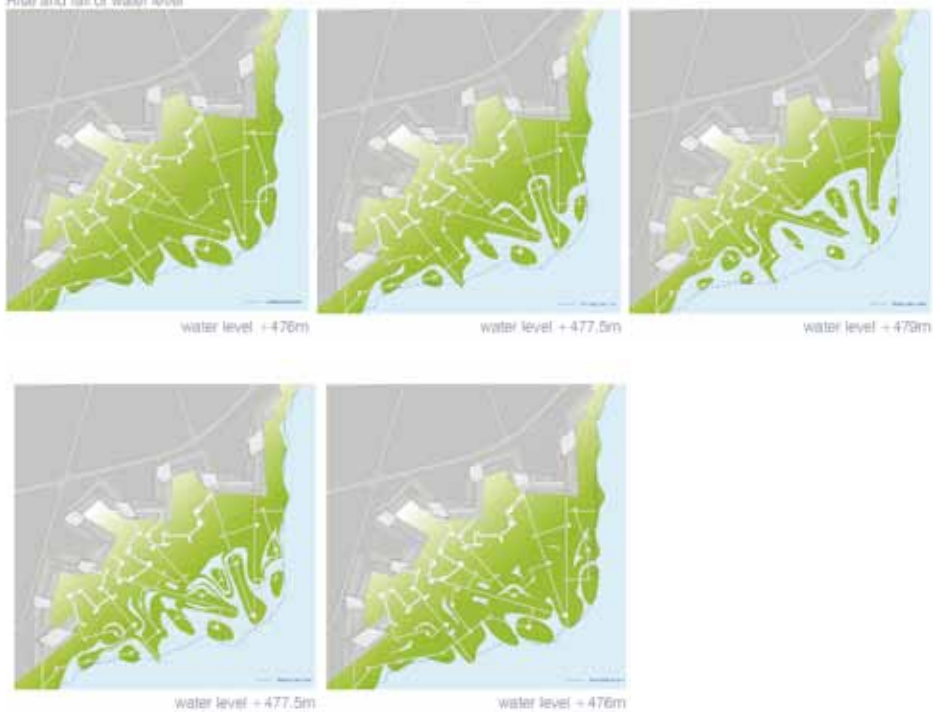 Rise and fall of water level
water level +476m
water level +477.5m
water level +479m
water level +477.5m
water level +476m